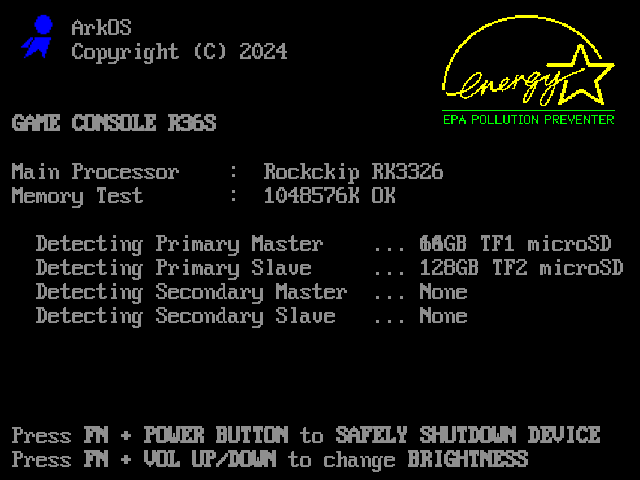 ArkOS
Copyright (C) 2024
energy
EPA POLLUTION PREVENTER
GAME CONSOLE R36S
Main Processor : Rockckip RK3326
Memory Test : 1048576K OK
Detecting Primary Master ... GB TF1 microSD
Detecting Primary Slave ... 128GB TF2 microSD
Detecting Secondary Master ... None
Detecting Secondary Slave ... None
Press FN + POWER BUTTON to SAFELY SHUTDOWN DEVICE
Press FN + VOL UP/DOWN to change BRIGHTNESS